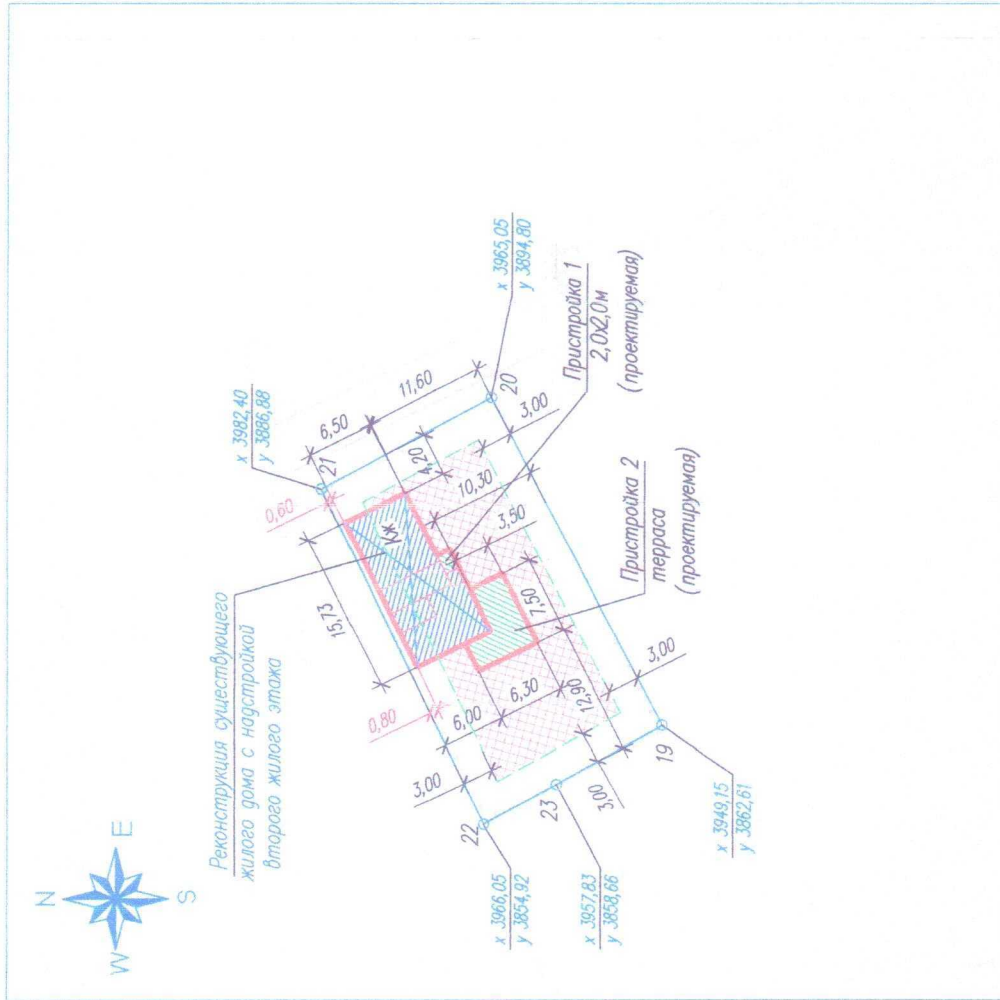 N
W
E
S
Реконструкция существующего
жилого дома с надстройкой
второго жилого этажа
x 3982,40
y 3886,88
21
x 3965,05
y 3894,80
20
0,60
6,50
11,60
15,73
Кж
4,20
3,00
10,30
3,50
Пристройка 1
2,0х2,0м
(проектируемая)
0,80
6,00
6,30
7,50
12,90
Пристройка 2
терраса
(проектируемая)
3,00
3,00
3,00
22
23
19
x 3966,05
y 3854,92
x 3957,83
y 3858,66
x 3949,15
y 3862,61